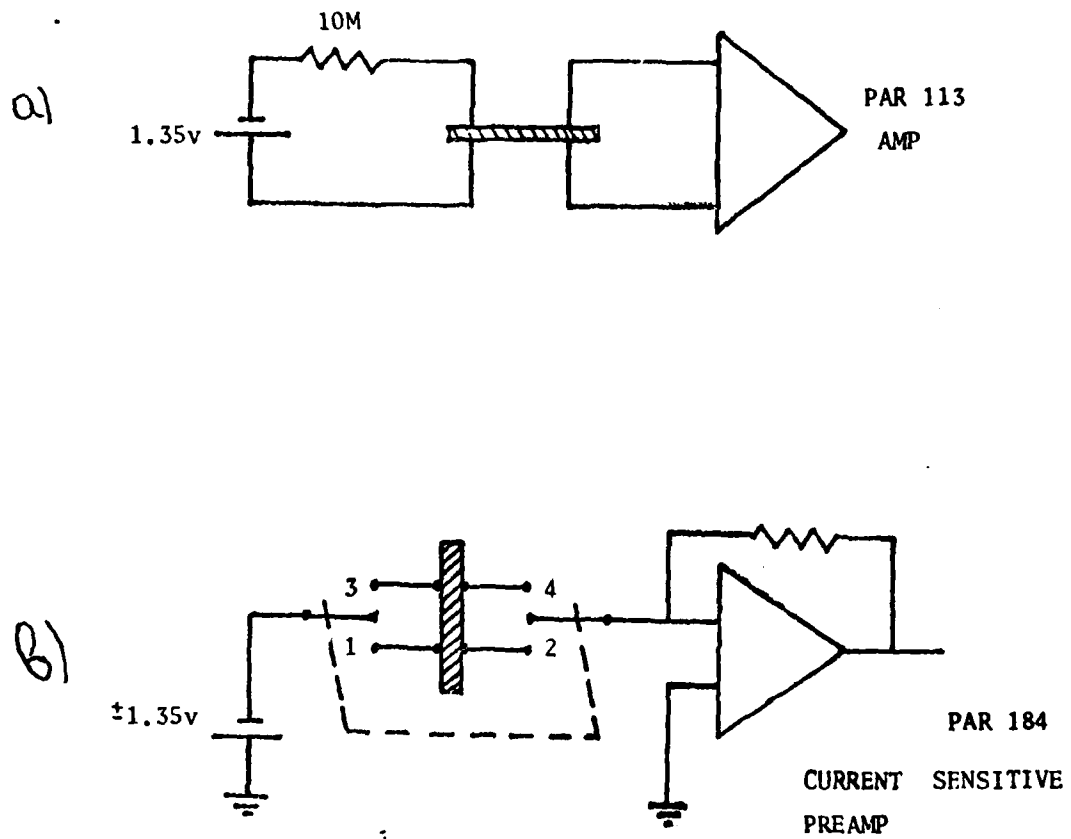 a)
10M
1.35v
PAR 113
AMP
b)
3
4
1
2
±1.35v
PAR 184
CURRENT SENSITIVE
PREAMP